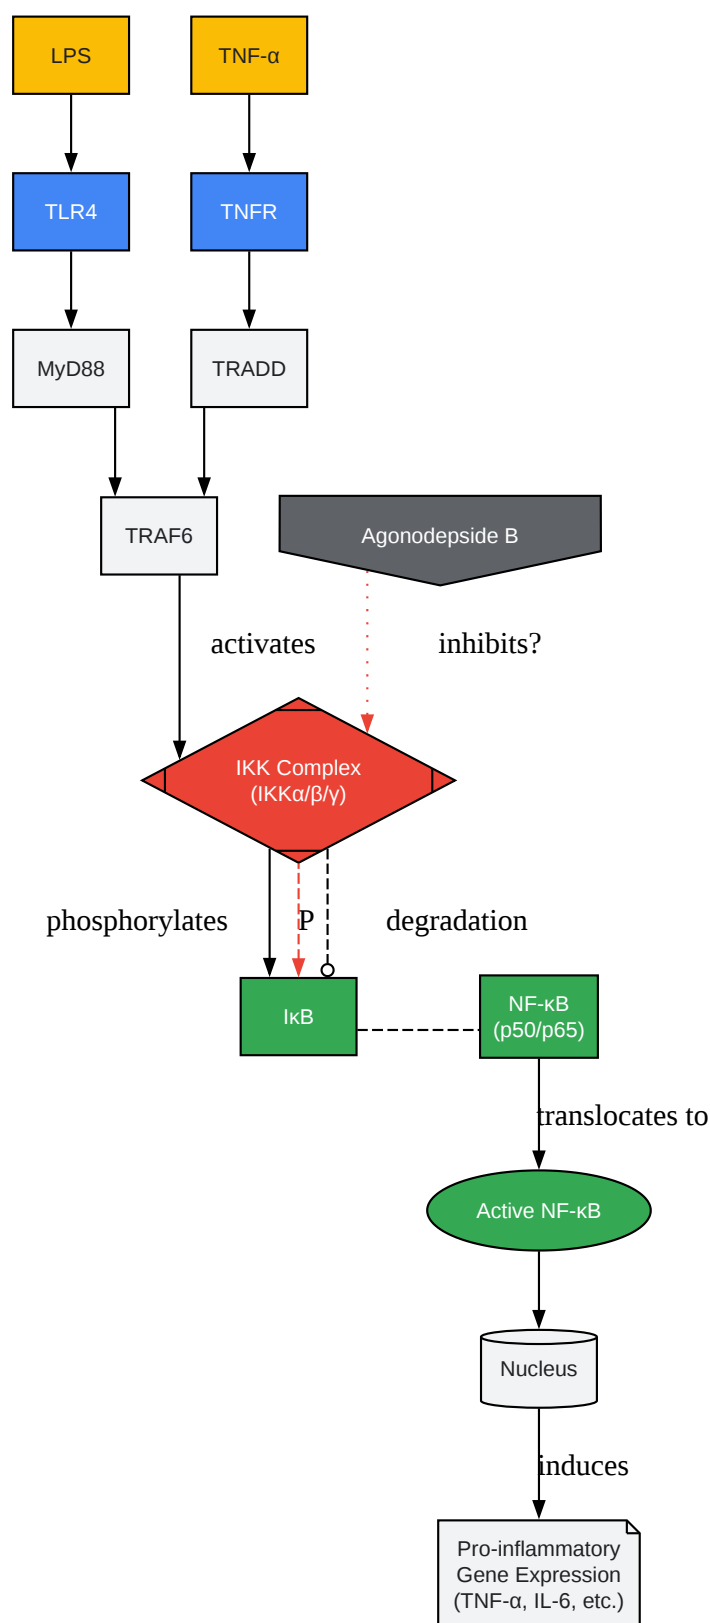 LPS
TNF-α
TLR4
TNFR
MyD88
TRADD
TRAF6
Agonodepside B
activates
inhibits?
IKK Complex
(IKKα/β/γ)
phosphorylates
P
degradation
IκB
NF-κB
(p50/p65)
translocates to
Active NF-κB
Nucleus
induces
Pro-inflammatory
Gene Expression
(TNF-α, IL-6, etc.)